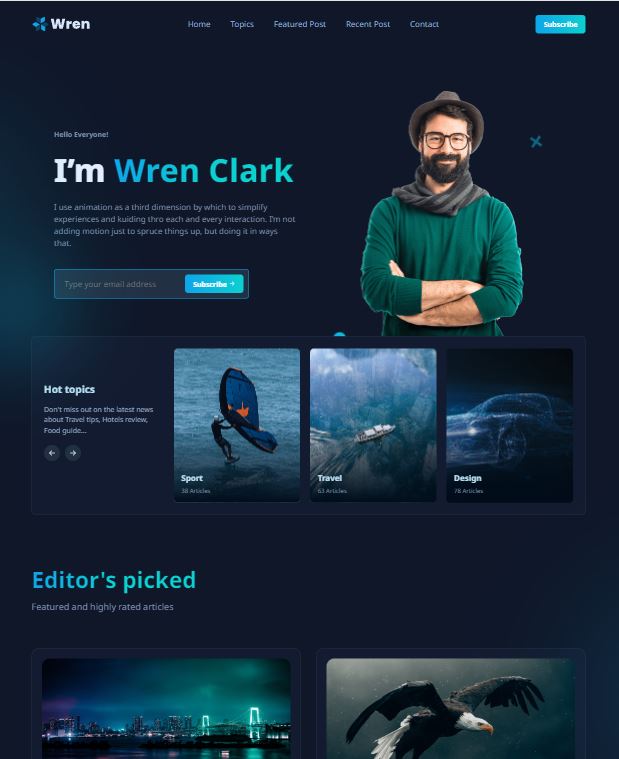 Wren
Home
Topics
Featured Post
Recent Post
Contact
Subscribe
Hello Everyone!
I'm Wren Clark
I use animation as a third dimension by which to simplify
experiences and kuiding thro each and every interaction. I'm not
adding motion just to spruce things up, but doing it in ways
that.
Type your email address
Subscribe →
Hot topics
Don't miss out on the latest news
about Travel tips, Hotels review,
Food guide...
Sport
38 Articles
Travel
63 Articles
Design
78 Articles
Editor's picked
Featured and highly rated articles